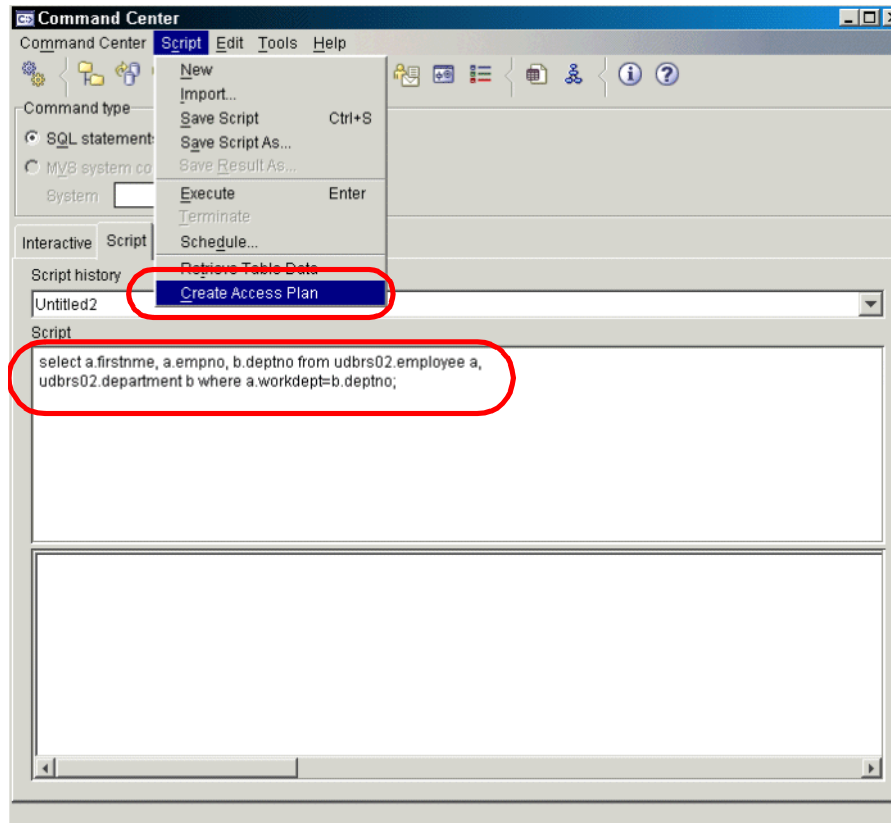 Command Center
Command Center Script Edit Tools Help
New
Import...
Command type
Save Script Ctrl+S
SQL statement
Save Script As...
MVS system co
Save Result As...
System
Execute Enter
Terminate
Interactive Script
Schedule...
Retrieve Table Data
Script history
Create Access Plan
Untitled2
Script
select a.firstnme, a.empno, b.deptno from udbrs02.employee a,
udbrs02.department b where a.workdept=b.deptno;